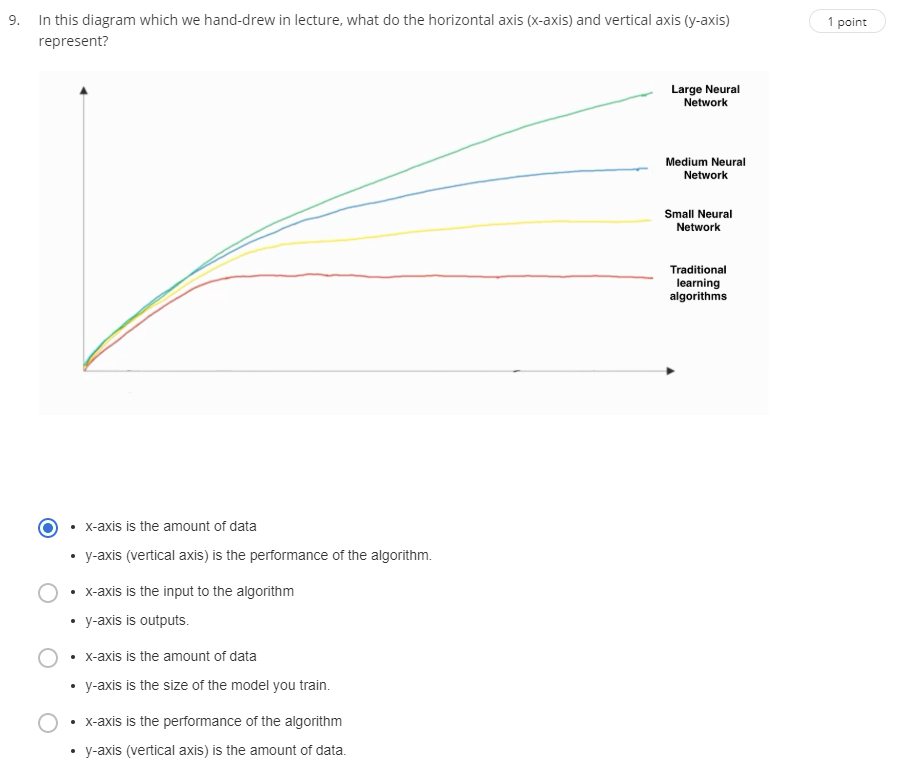 9. In this diagram which we hand-drew in lecture, what do the horizontal axis (x-axis) and vertical axis (y-axis)
represent?
1 point
Large Neural
Network
Medium Neural
Network
Small Neural
Network
Traditional
learning
algorithms
• x-axis is the amount of data
• y-axis (vertical axis) is the performance of the algorithm.
• x-axis is the input to the algorithm
• y-axis is outputs.
• x-axis is the amount of data
• y-axis is the size of the model you train.
• x-axis is the performance of the algorithm
• y-axis (vertical axis) is the amount of data.